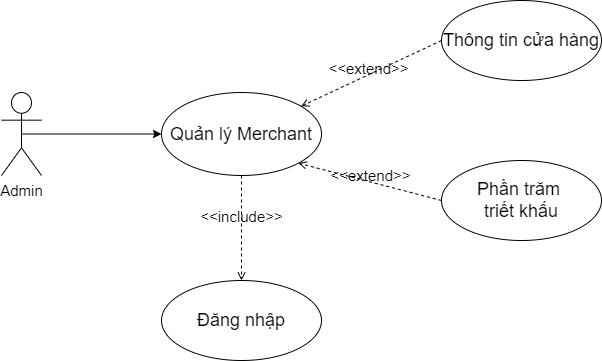 Thông tin cửa hàng
<<extend>>
Quản lý Merchant
Admin
<<extend>>
Phần trăm
triết khấu
<<include>>
Đăng nhập